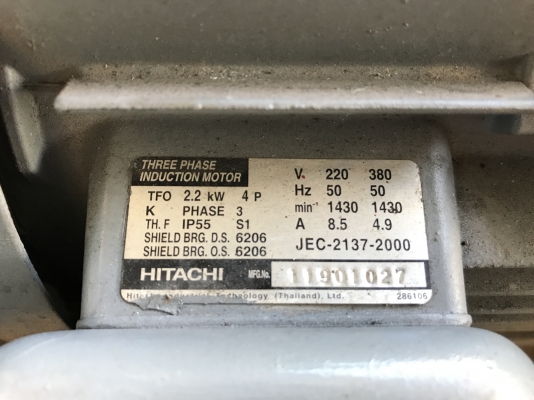 THREE PHASE
INDUCTION MOTOR
TFO 2.2 kW 4 P
K PHASE 3
TH. F IP55 S1
SHIELD BRG. D.S. 6206
SHIELD BRG. O.S. 6206
V. 220 380
Hz 50 50
min⁻¹ 1430 1430
A 8.5 4.9
JEC-2137-2000
HITACHI MFG.No. 11901027
Technology (Thailand), Ltd. 286106